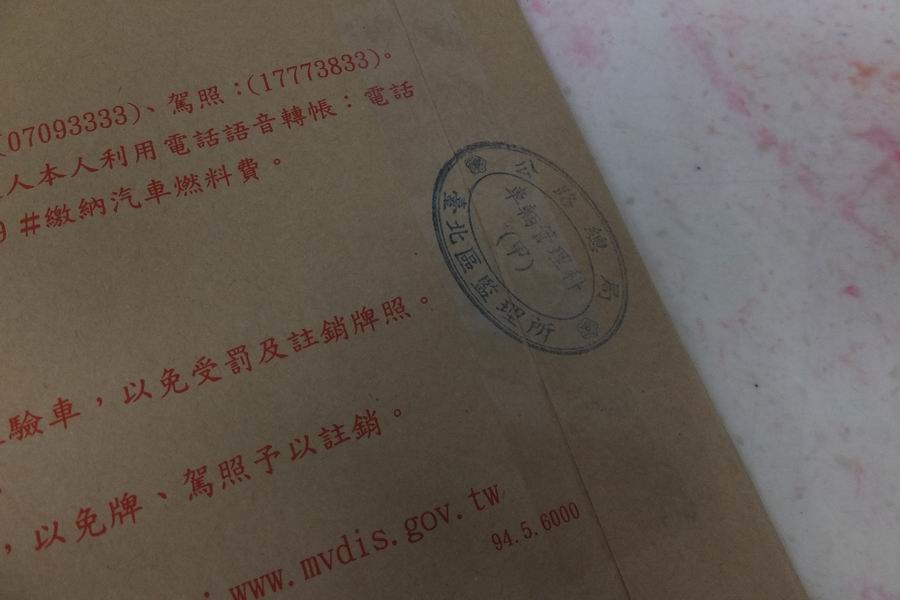 (07093333)、駕照：(17773833)。
人本人利用電話語音轉帳：電話
9 #繳納汽車燃料費。
驗車，以免受罰及註銷牌照。
，以免牌、駕照予以註銷。
: www.mvdis.gov.tw
94.5.6000
公路總局
車輛管理科
(甲)
臺北區監理所